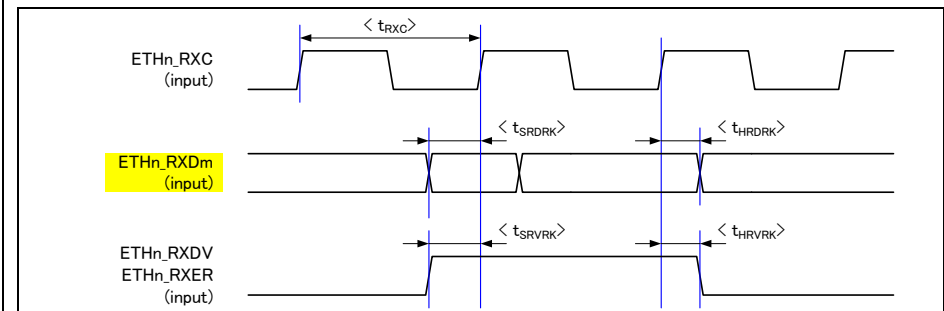 < tRXC>
ETHn_RXC
(input)
< tSRDRK>
< tHRDRK>
ETHn_RXDm
(input)
< tSRVRK>
< tHRVRK>
ETHn_RXDV
ETHn_RXER
(input)